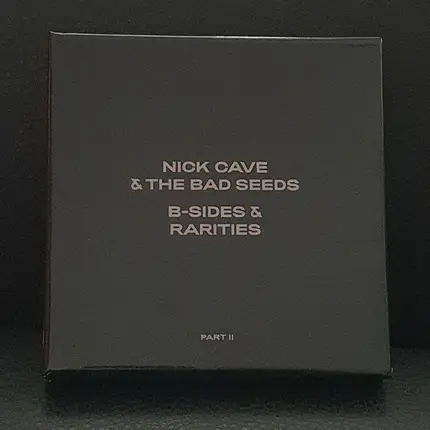 NICK CAVE
& THE BAD SEEDS
B-SIDES &
RARITIES
PART II